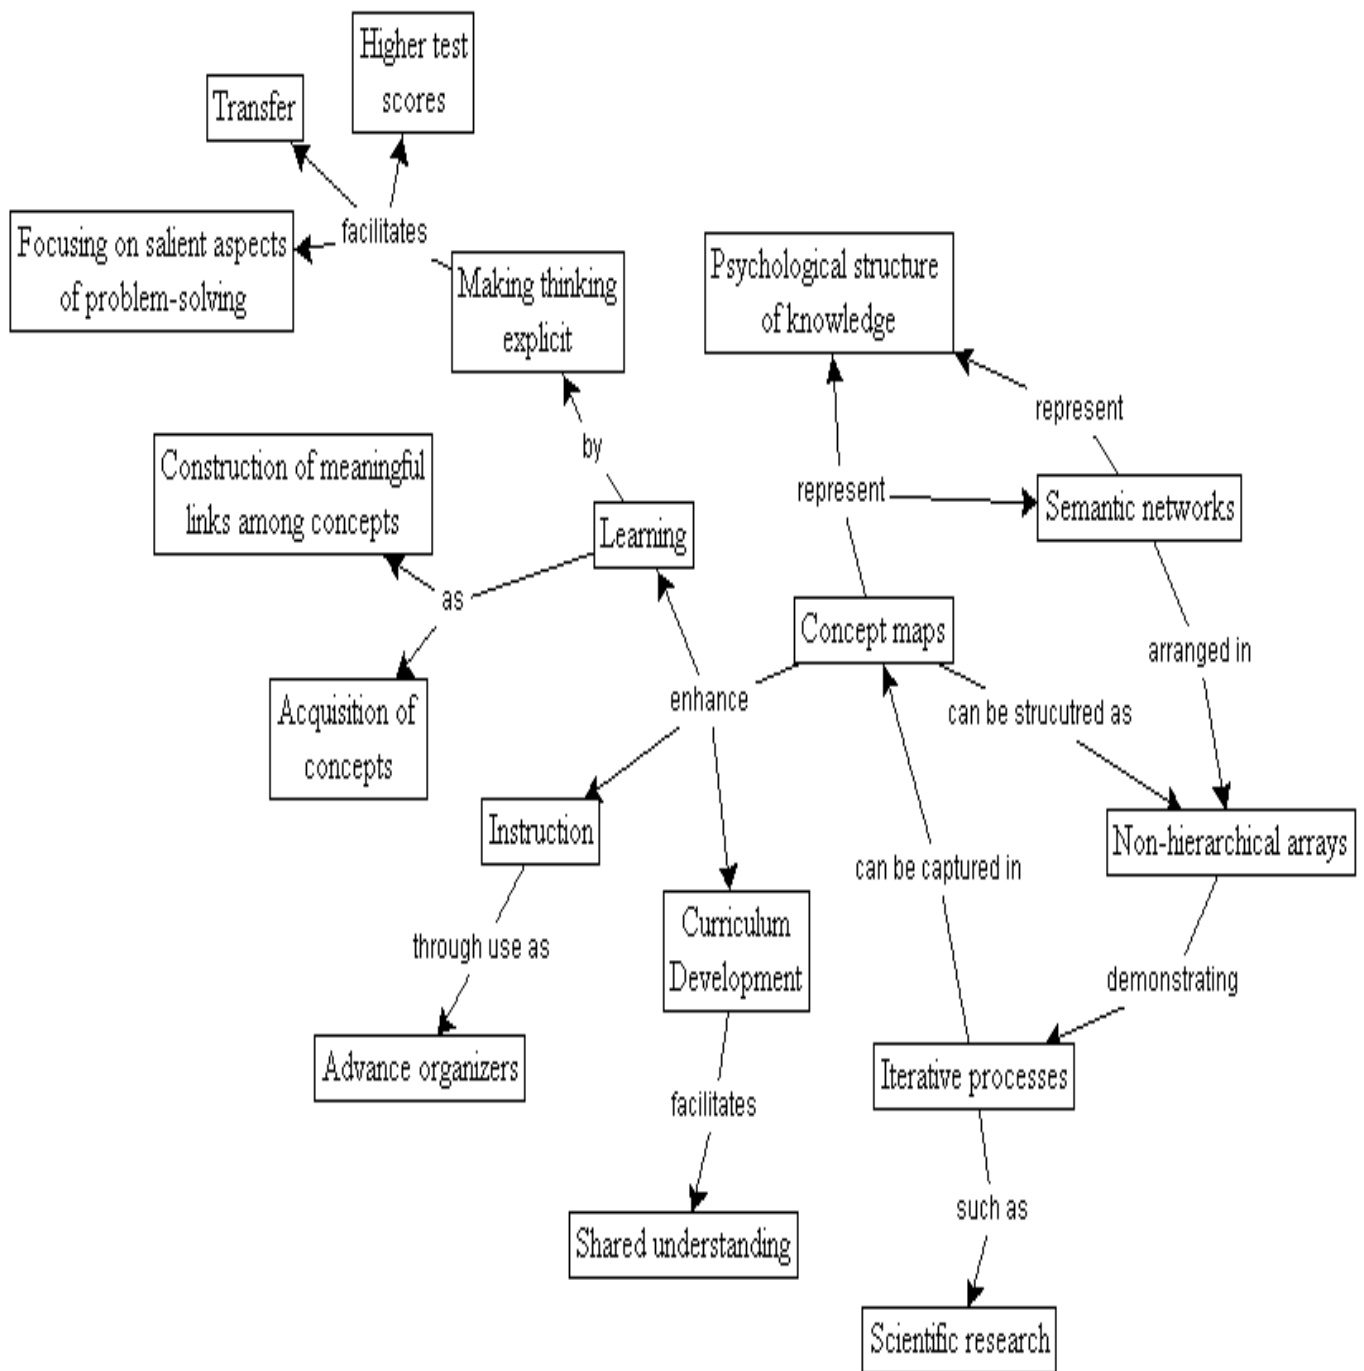 Higher test
scores
Transfer
facilitates
Focusing on salient aspects
of problem-solving
Making thinking
explicit
Psychological structure
of knowledge
represent
by
Construction of meaningful
links among concepts
represent
Semantic networks
Learning
as
Concept maps
arranged in
enhance
can be strucutred as
Acquisition of
concepts
Instruction
Non-hierarchical arrays
can be captured in
through use as
Curriculum
Development
demonstrating
Advance organizers
Iterative processes
facilitates
such as
Shared understanding
Scientific research